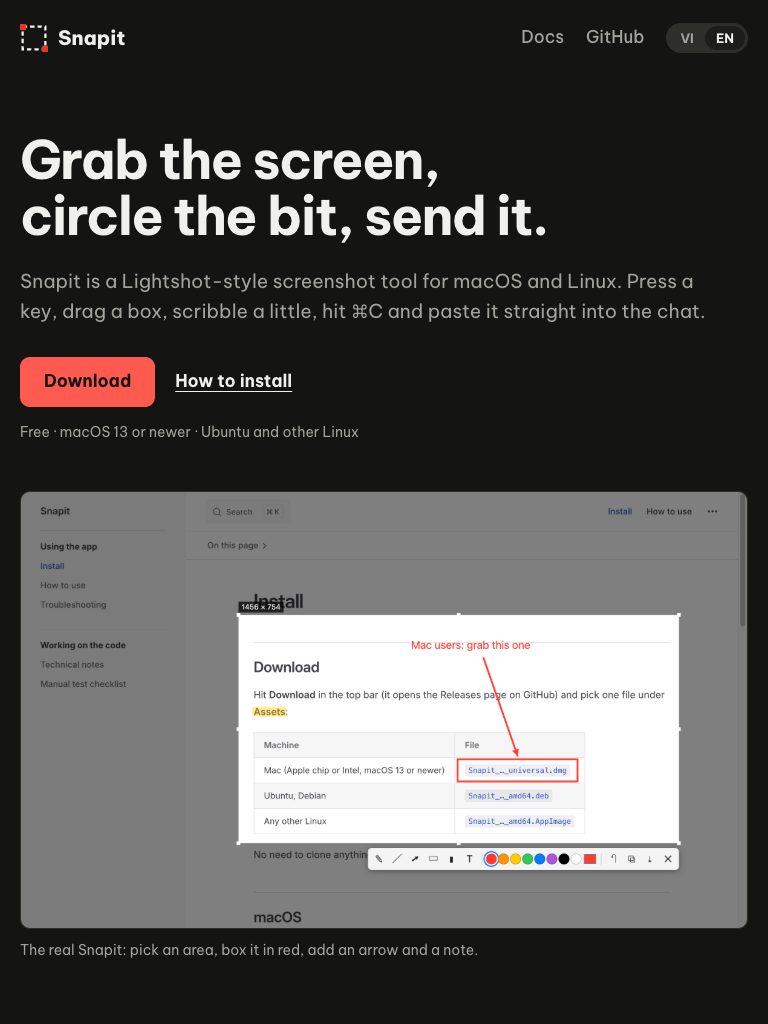 Snapit
Docs GitHub VI EN
Grab the screen,
circle the bit, send it.
Snapit is a Lightshot-style screenshot tool for macOS and Linux. Press a
key, drag a box, scribble a little, hit ⌘C and paste it straight into the chat.
Download How to install
Free · macOS 13 or newer · Ubuntu and other Linux
Snapit
Search ⌘ K
Install How to use •••
Using the app
Install
How to use
Troubleshooting
Working on the code
Technical notes
Manual test checklist
On this page >
Install
1456 × 754
Mac users: grab this one
Download
Hit Download in the top bar (it opens the Releases page on GitHub) and pick one file under
Assets:
Machine File
Mac (Apple chip or Intel, macOS 13 or newer) Snapit_…_universal.dmg
Ubuntu, Debian Snapit_…_amd64.deb
Any other Linux Snapit_…_amd64.AppImage
No need to clone anythin
T
macOS
The real Snapit: pick an area, box it in red, add an arrow and a note.